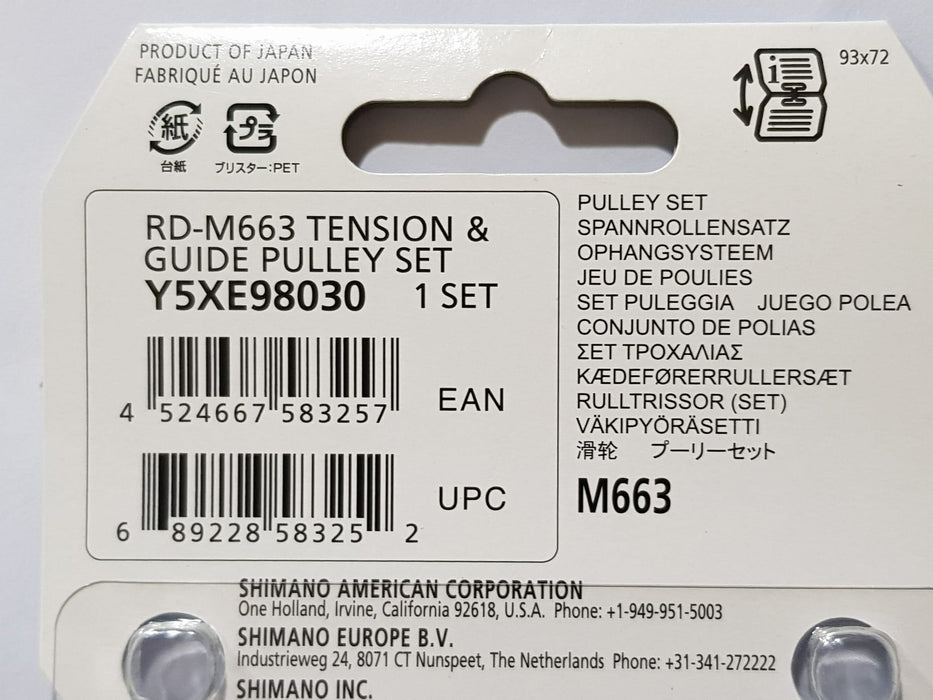 PRODUCT OF JAPAN
FABRIQUÉ AU JAPON
紙
台紙
プラ
ブリスター:PET
i
93x72
RD-M663 TENSION &
GUIDE PULLEY SET
Y5XE98030 1 SET
4 524667 583257
EAN
6 89228 58325 2
UPC
PULLEY SET
SPANNROLLENSATZ
OPHANGSYSTEEM
JEU DE POULIES
SET PULEGGIA JUEGO POLEA
CONJUNTO DE POLIAS
ΣΕΤ ΤΡΟΧΑΛΙΑΣ
KÆDEFØRERRULLERSÆT
RULLTRISSOR (SET)
VÄKIPYÖRÄSETTI
滑轮 プーリーセット
M663
SHIMANO AMERICAN CORPORATION
One Holland, Irvine, California 92618, U.S.A. Phone: +1-949-951-5003
SHIMANO EUROPE B.V.
Industrieweg 24, 8071 CT Nunspeet, The Netherlands Phone: +31-341-272222
SHIMANO INC.